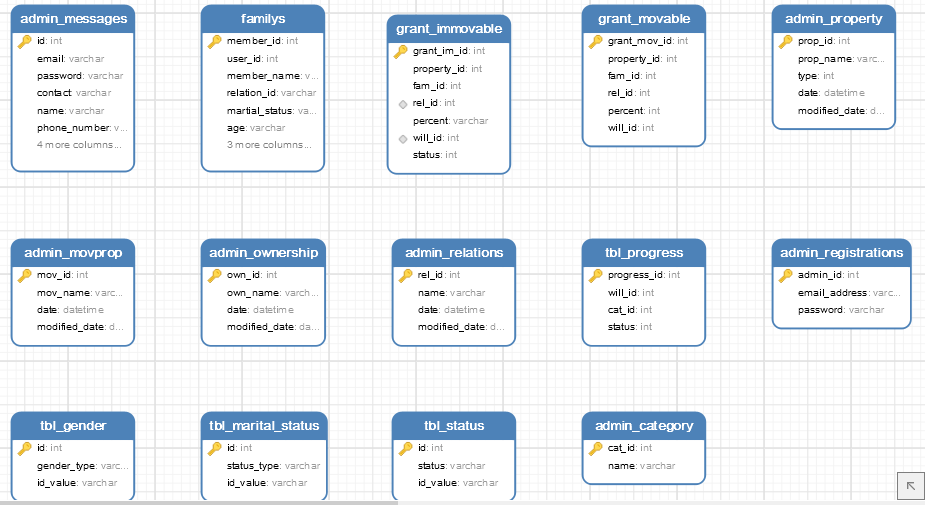 admin_messages
id: int
email: varchar
password: varchar
contact: varchar
name: varchar
phone_number: v...
4 more columns...
familys
member_id: int
user_id: int
member_name: v...
relation_id: varchar
martial_status: va...
age: varchar
3 more columns...
grant_immovable
grant_im_id: int
property_id: int
fam_id: int
rel_id: int
percent: varchar
will_id: int
status: int
grant_movable
grant_mov_id: int
property_id: int
fam_id: int
rel_id: int
percent: int
will_id: int
admin_property
prop_id: int
prop_name: varc...
type: int
date: datetime
modified_date: d...
admin_movprop
mov_id: int
mov_name: varc...
date: datetime
modified_date: d...
admin_ownership
own_id: int
own_name: varch...
date: datetime
modified_date: da...
admin_relations
rel_id: int
name: varchar
date: datetime
modified_date: d...
tbl_progress
progress_id: int
will_id: int
cat_id: int
status: int
admin_registrations
admin_id: int
email_address: varc...
password: varchar
tbl_gender
id: int
gender_type: varc...
id_value: varchar
tbl_marital_status
id: int
status_type: varchar
id_value: varchar
tbl_status
id: int
status: varchar
id_value: varchar
admin_category
cat_id: int
name: varchar